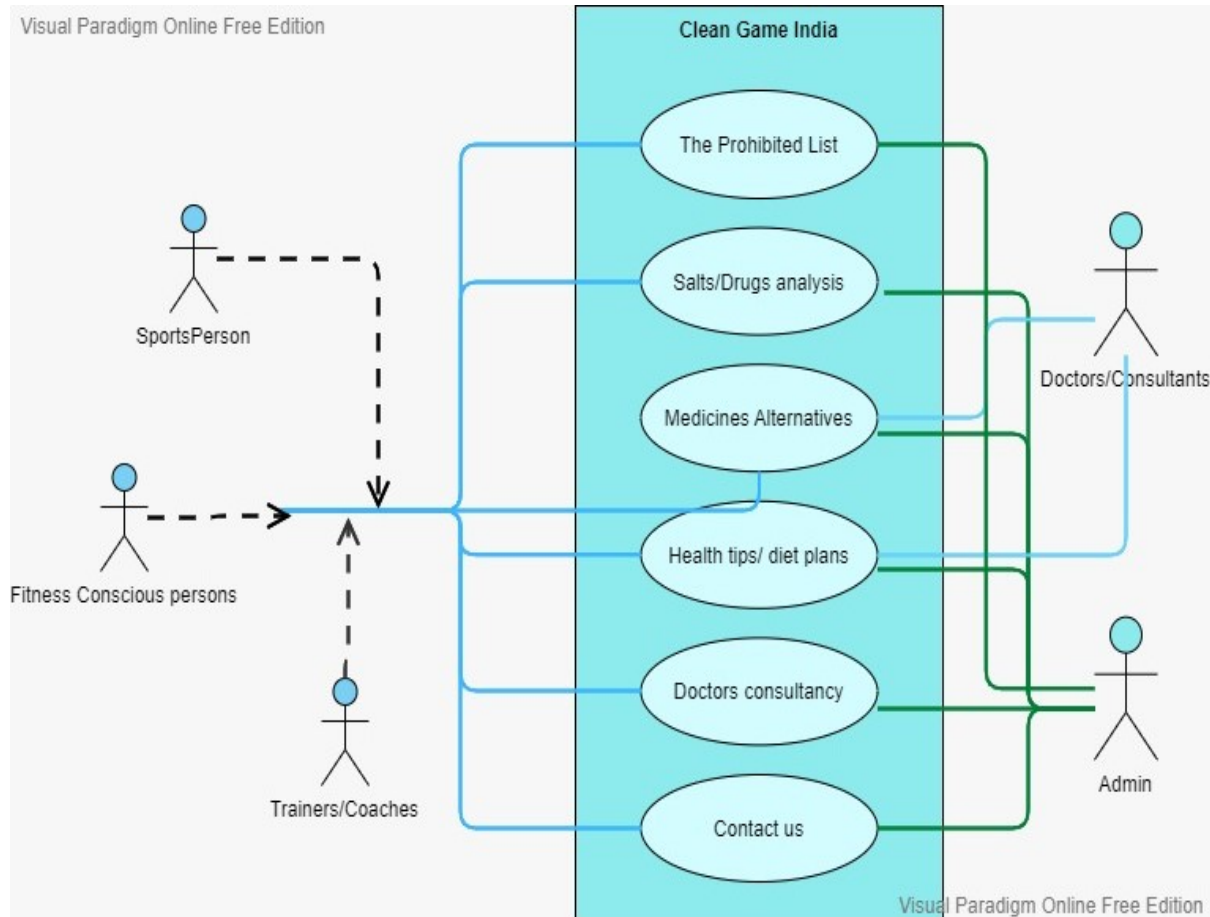 Visual Paradigm Online Free Edition
Clean Game India
The Prohibited List
SportsPerson
Salts/Drugs analysis
Doctors/Consultants
Medicines Alternatives
Fitness Conscious persons
Health tips/ diet plans
Doctors consultancy
Trainers/Coaches
Admin
Contact us
Visual Paradigm Online Free Edition